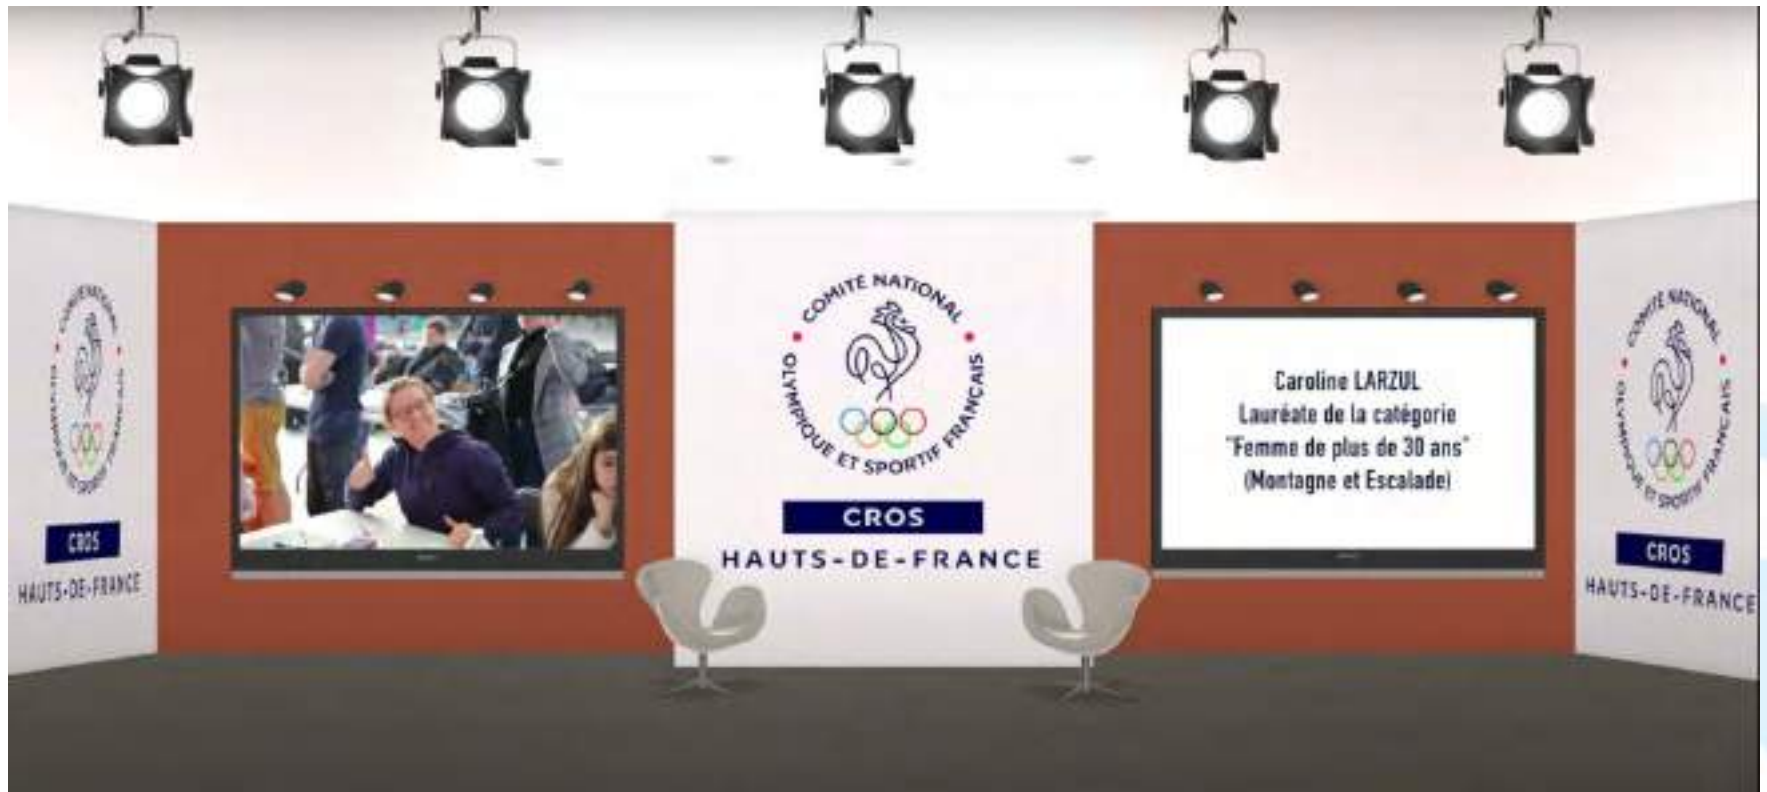 COMITÉ NATIONAL
OLYMPIQUE ET SPORTIF FRANÇAIS
CROS
HAUTS-DE-FRANCE
COMITÉ NATIONAL
OLYMPIQUE ET SPORTIF FRANÇAIS
CROS
HAUTS-DE-FRANCE
Caroline LARZUL
Lauréate de la catégorie
"Femme de plus de 30 ans"
(Montagne et Escalade)
COMITÉ NATIONAL
OLYMPIQUE ET SPORTIF FRANÇAIS
CROS
HAUTS-DE-FRANCE